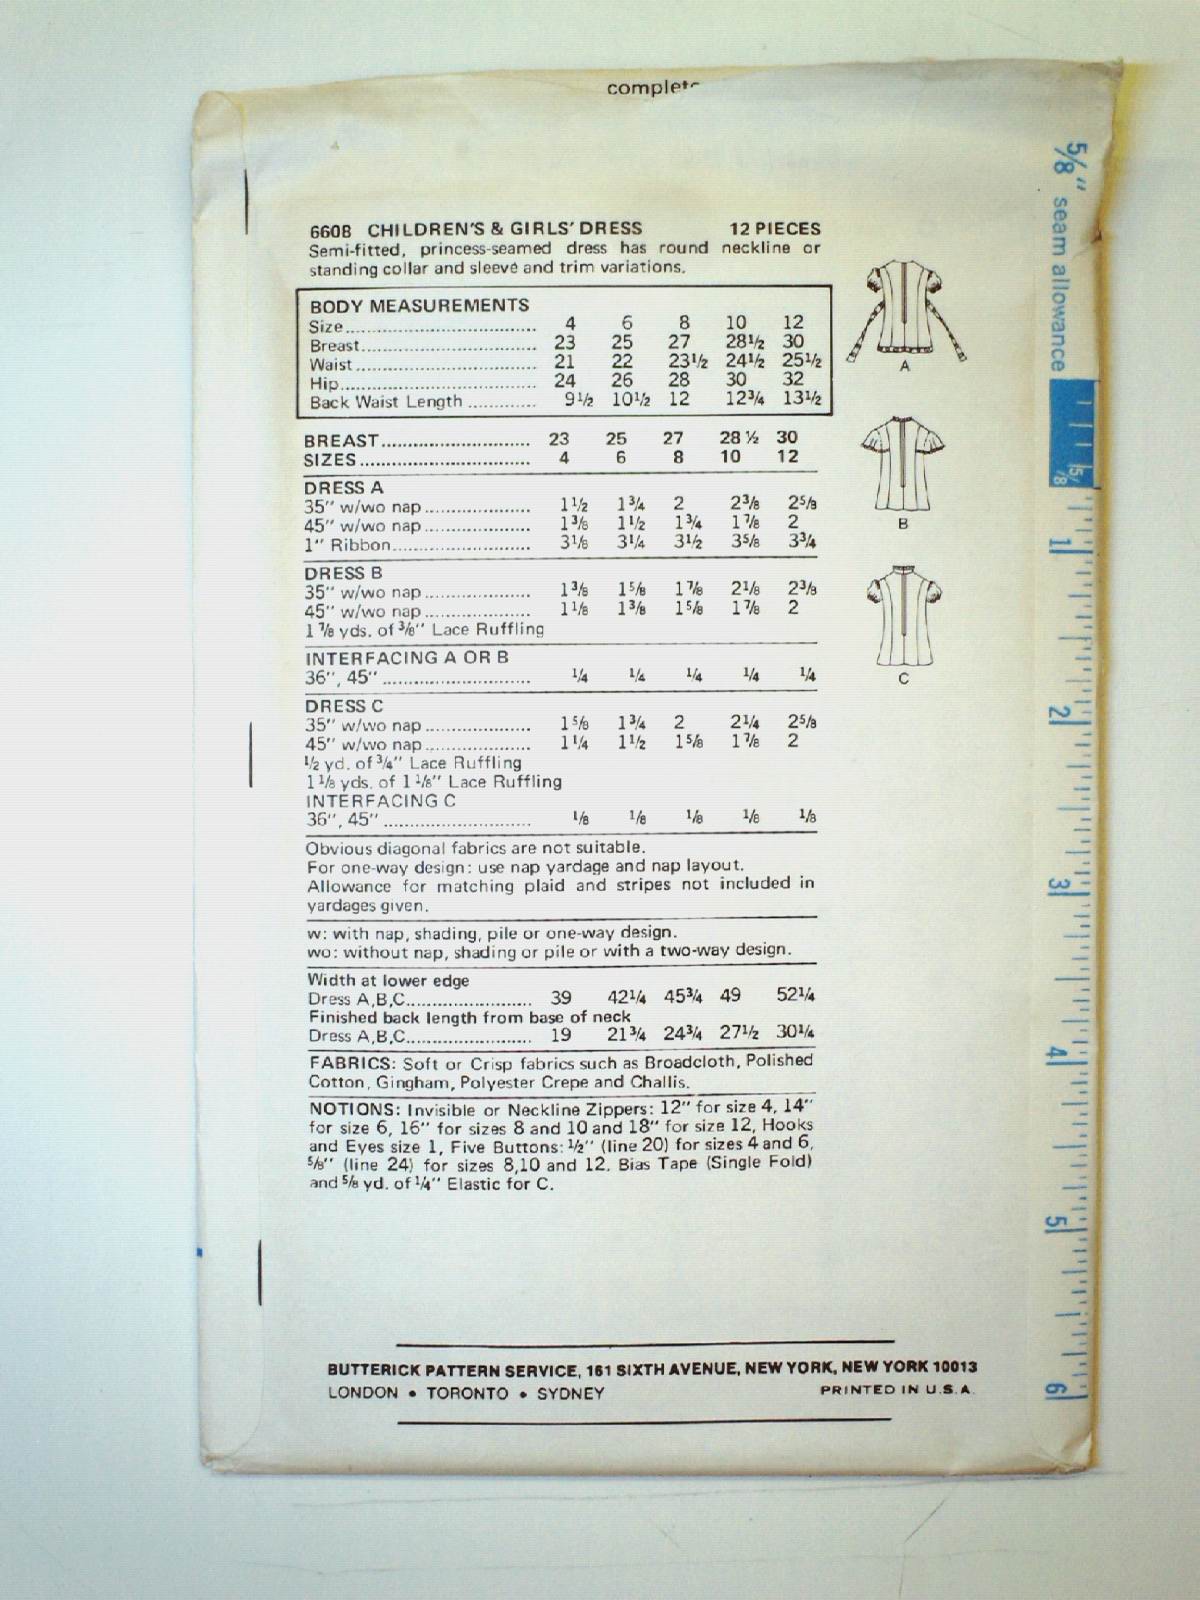 complete
6608 CHILDREN'S & GIRLS' DRESS 12 PIECES
Semi-fitted, princess-seamed dress has round neckline or
standing collar and sleeve and trim variations.
BODY MEASUREMENTS
Size 4 6 8 10 12
Breast 23 25 27 28½ 30
Waist 21 22 23½ 24½ 25½
Hip 24 26 28 30 32
Back Waist Length 9½ 10½ 12 12¾ 13½
BREAST 23 25 27 28 ½ 30
SIZES 4 6 8 10 12
DRESS A
35" w/wo nap 1½ 1¾ 2 2⅜ 2⅝
45" w/wo nap 1⅜ 1½ 1¾ 1⅞ 2
1" Ribbon 3⅛ 3¼ 3½ 3⅝ 3¾
DRESS B
35" w/wo nap 1⅜ 1⅝ 1⅞ 2⅛ 2⅜
45" w/wo nap 1⅛ 1⅜ 1⅝ 1⅞ 2
1 ⅞ yds. of ⅜" Lace Ruffling
INTERFACING A OR B
36", 45" ¼ ¼ ¼ ¼ ¼
DRESS C
35" w/wo nap 1⅝ 1¾ 2 2¼ 2⅝
45" w/wo nap 1¼ 1½ 1⅝ 1⅞ 2
½ yd. of ¾" Lace Ruffling
1⅛ yds. of 1 ⅛" Lace Ruffling
INTERFACING C
36", 45" ⅛ ⅛ ⅛ ⅛ ⅛
Obvious diagonal fabrics are not suitable.
For one-way design: use nap yardage and nap layout.
Allowance for matching plaid and stripes not included in
yardages given.
w: with nap, shading, pile or one-way design.
wo: without nap, shading or pile or with a two-way design.
Width at lower edge
Dress A,B,C 39 42¼ 45¾ 49 52¼
Finished back length from base of neck
Dress A,B,C 19 21¾ 24¾ 27½ 30¼
FABRICS: Soft or Crisp fabrics such as Broadcloth, Polished
Cotton, Gingham, Polyester Crepe and Challis.
NOTIONS: Invisible or Neckline Zippers: 12" for size 4, 14"
for size 6, 16" for sizes 8 and 10 and 18" for size 12, Hooks
and Eyes size 1, Five Buttons: ½" (line 20) for sizes 4 and 6,
⅝" (line 24) for sizes 8,10 and 12. Bias Tape (Single Fold)
and ⅝ yd. of ¼" Elastic for C.
BUTTERICK PATTERN SERVICE, 161 SIXTH AVENUE, NEW YORK, NEW YORK 10013
LONDON • TORONTO • SYDNEY PRINTED IN U.S.A.
A
B
C
5/8" seam allowance
5/8
1
2
3
4
5
6